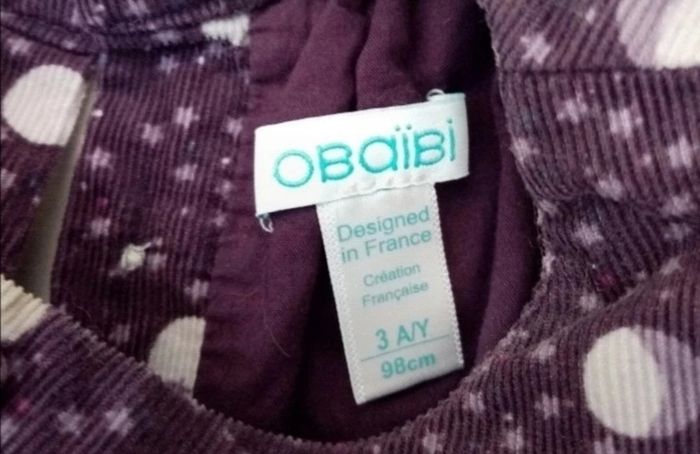 OBaïBi
Designed
in France
Création
Française
3 A/Y
98cm